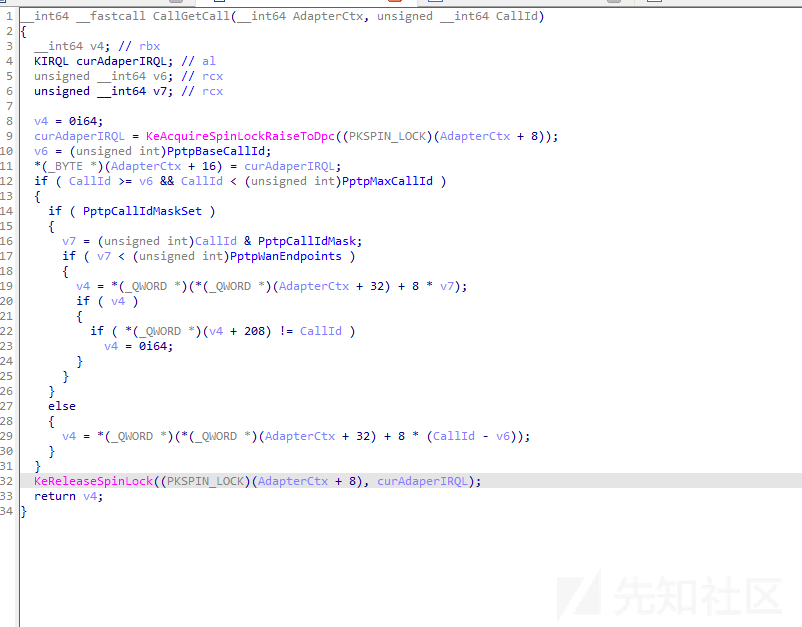 1 __int64 __fastcall CallGetCall(__int64 AdapterCtx, unsigned __int64 CallId)
2 {
3 __int64 v4; // rbx
4 KIRQL curAdaperIRQL; // al
5 unsigned __int64 v6; // rcx
6 unsigned __int64 v7; // rcx
7
8 v4 = 0i64;
9 curAdaperIRQL = KeAcquireSpinLockRaiseToDpc((PKSPIN_LOCK)(AdapterCtx + 8));
10 v6 = (unsigned int)PptpBaseCallId;
11 *(_BYTE *)(AdapterCtx + 16) = curAdaperIRQL;
12 if ( CallId >= v6 && CallId < (unsigned int)PptpMaxCallId )
13 {
14 if ( PptpCallIdMaskSet )
15 {
16 v7 = (unsigned int)CallId & PptpCallIdMask;
17 if ( v7 < (unsigned int)PptpWanEndpoints )
18 {
19 v4 = *(_QWORD *)(*(_QWORD *)(AdapterCtx + 32) + 8 * v7);
20 if ( v4 )
21 {
22 if ( *(_QWORD *)(v4 + 208) != CallId )
23 v4 = 0i64;
24 }
25 }
26 }
27 else
28 {
29 v4 = *(_QWORD *)(*(_QWORD *)(AdapterCtx + 32) + 8 * (CallId - v6));
30 }
31 }
32 KeReleaseSpinLock((PKSPIN_LOCK)(AdapterCtx + 8), curAdaperIRQL);
33 return v4;
34 }
先知社区